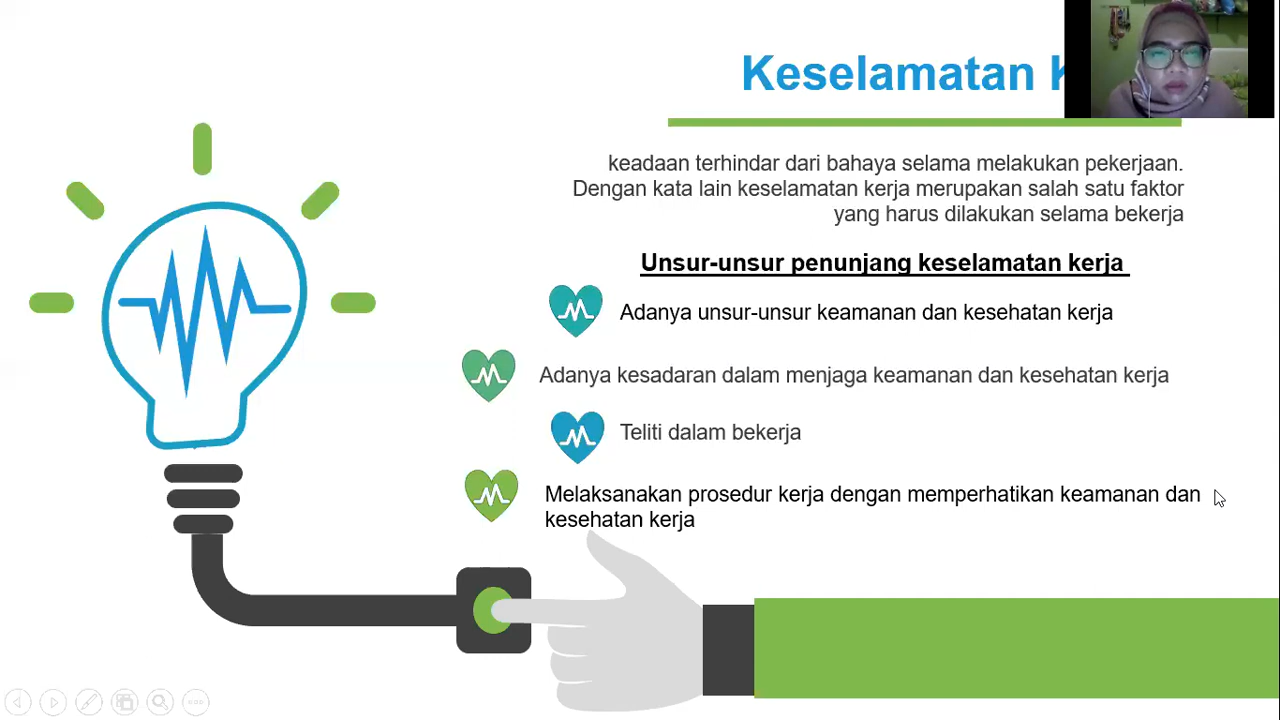 Keselamatan
keadaan terhindar dari bahaya selama melakukan pekerjaan.
Dengan kata lain keselamatan kerja merupakan salah satu faktor
yang harus dilakukan selama bekerja
Unsur-unsur penunjang keselamatan kerja
Adanya unsur-unsur keamanan dan kesehatan kerja
Adanya kesadaran dalam menjaga keamanan dan kesehatan kerja
Teliti dalam bekerja
Melaksanakan prosedur kerja dengan memperhatikan keamanan dan
kesehatan kerja